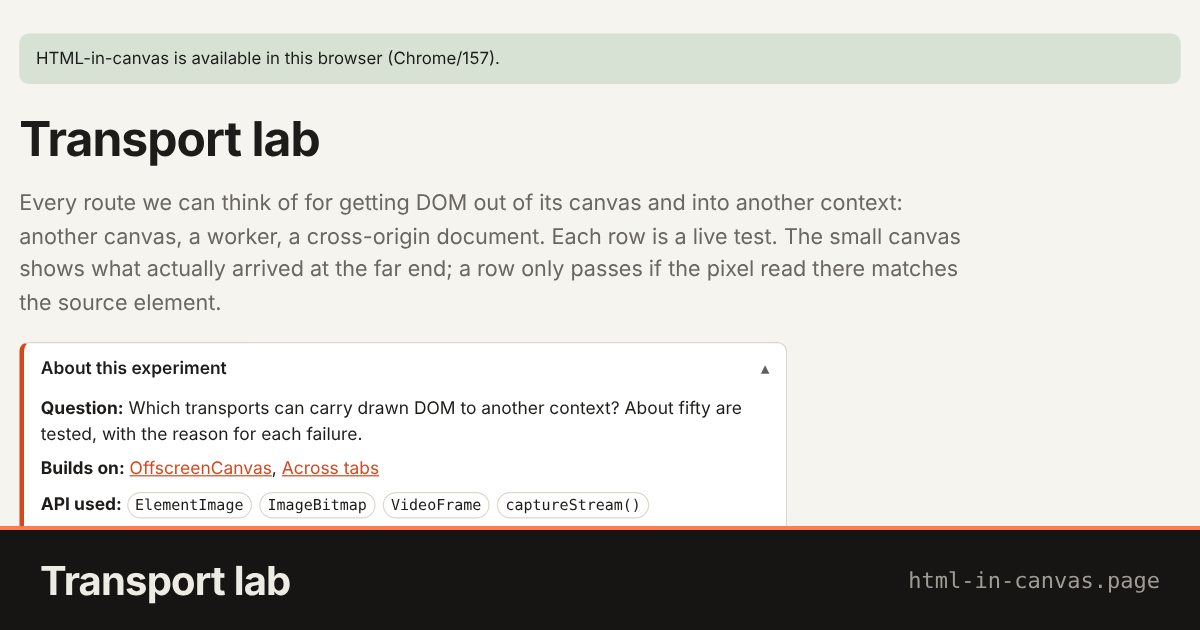 HTML-in-canvas is available in this browser (Chrome/157).
Transport lab
Every route we can think of for getting DOM out of its canvas and into another context:
another canvas, a worker, a cross-origin document. Each row is a live test. The small canvas
shows what actually arrived at the far end; a row only passes if the pixel read there matches
the source element.
About this experiment ▲
Question: Which transports can carry drawn DOM to another context? About fifty are
tested, with the reason for each failure.
Builds on: OffscreenCanvas, Across tabs
API used: ElementImage ImageBitmap VideoFrame captureStream()
Transport lab
html-in-canvas.page